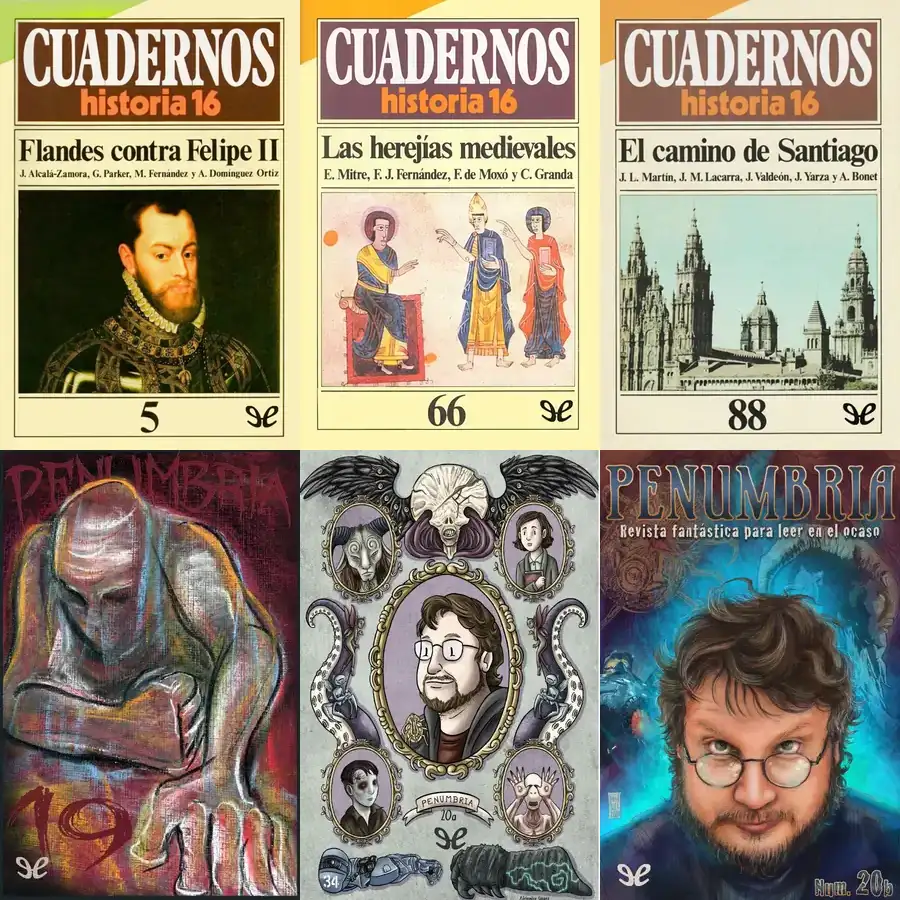 CUADERNOS
historia 16
Flandes contra Felipe II
J. Alcalá-Zamora, G. Parker, M. Fernández y A. Domínguez Ortiz
5
CUADERNOS
historia 16
Las herejías medievales
E. Mitre, F. J. Fernández, F. de Moxó y C. Granda
66
CUADERNOS
historia 16
El camino de Santiago
J. L. Martín, J. M. Lacarra, J. Valdeón, J. Yarza y A. Bonet
88
PENUMBRIA
19
PENUMBRIA
10a
34
PENUMBRIA
Revista fantástica para leer en el ocaso
Num. 20b